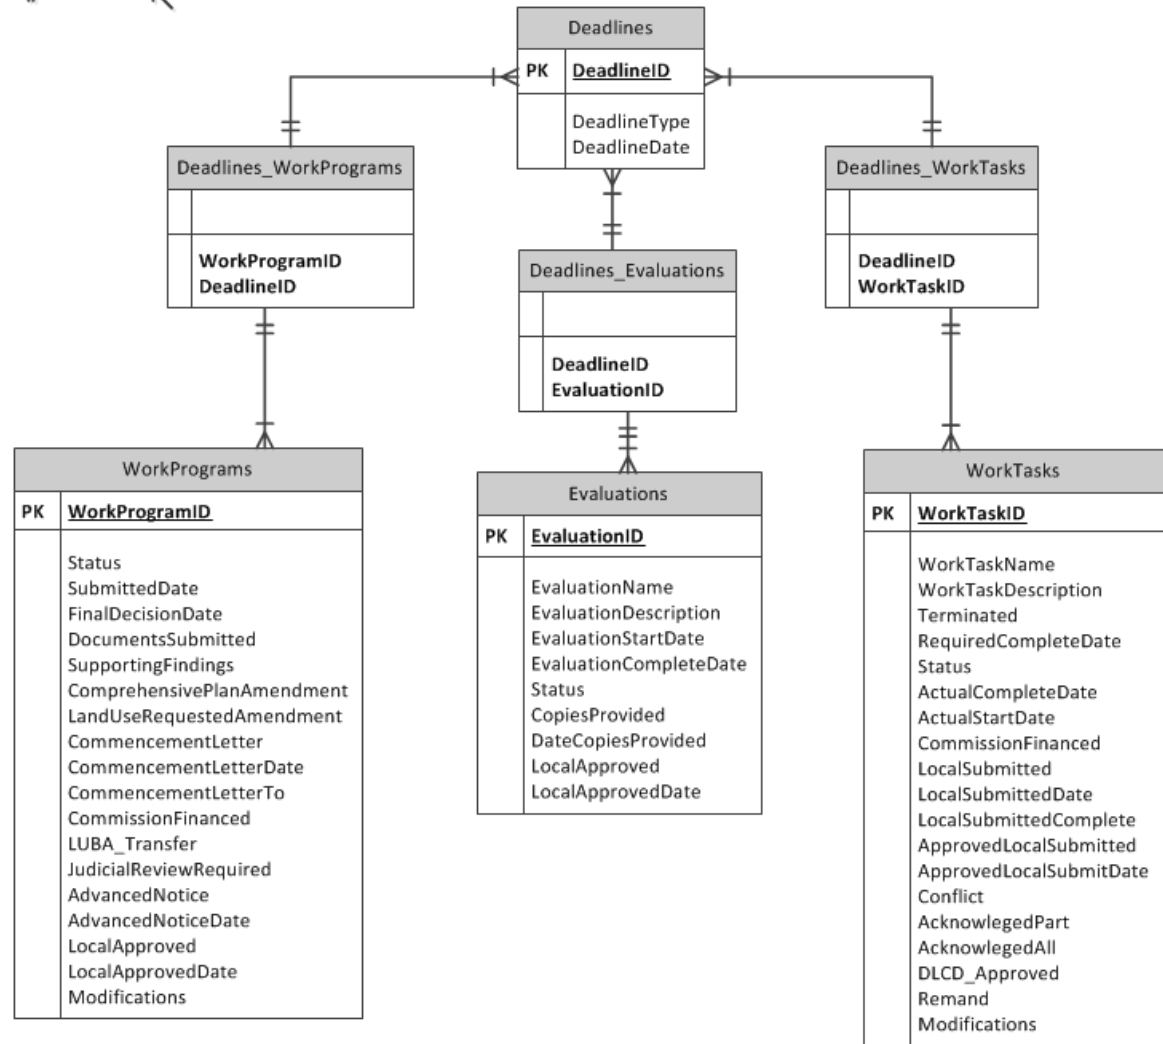 Deadlines
PK DeadlineID
DeadlineType
DeadlineDate
Deadlines_WorkPrograms
WorkProgramID
DeadlineID
Deadlines_Evaluations
DeadlineID
EvaluationID
Deadlines_WorkTasks
DeadlineID
WorkTaskID
WorkPrograms
PK WorkProgramID
Status
SubmittedDate
FinalDecisionDate
DocumentsSubmitted
SupportingFindings
ComprehensivePlanAmendment
LandUseRequestedAmendment
CommencementLetter
CommencementLetterDate
CommencementLetterTo
CommissionFinanced
LUBA_Transfer
JudicialReviewRequired
AdvancedNotice
AdvancedNoticeDate
LocalApproved
LocalApprovedDate
Modifications
Evaluations
PK EvaluationID
EvaluationName
EvaluationDescription
EvaluationStartDate
EvaluationCompleteDate
Status
CopiesProvided
DateCopiesProvided
LocalApproved
LocalApprovedDate
WorkTasks
PK WorkTaskID
WorkTaskName
WorkTaskDescription
Terminated
RequiredCompleteDate
Status
ActualCompleteDate
ActualStartDate
CommissionFinanced
LocalSubmitted
LocalSubmittedDate
LocalSubmittedComplete
ApprovedLocalSubmitted
ApprovedLocalSubmitDate
Conflict
AcknowlegedPart
AcknowlegedAll
DLCD_Approved
Remand
Modifications